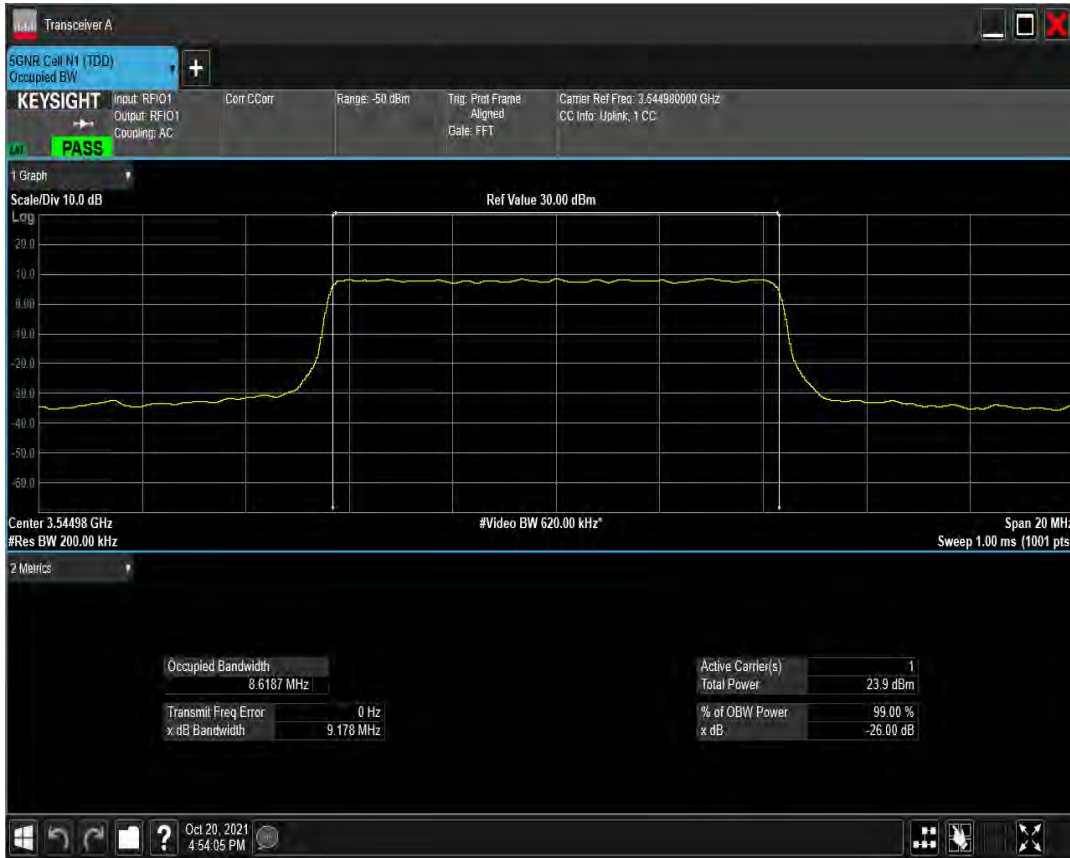 Transceiver A
5GNR Cell N1 (TDD)
Occupied BW
+
KEYSIGHT
Input: RFIO1
Output: RFIO1
Coupling: AC
Corr CCorr
Range: -50 dBm
Trig: Prot Frame
Aligned
Gate: FFT
Carrier Ref Freq: 3.544980000 GHz
CC Info: Uplink, 1 CC
PASS
1 Graph
Scale/Div 10.0 dB
Ref Value 30.00 dBm
Log
20.0
10.0
0.00
-10.0
-20.0
-30.0
-40.0
-50.0
-60.0
Center 3.54498 GHz
#Video BW 620.00 kHz*
Span 20 MHz
#Res BW 200.00 kHz
Sweep 1.00 ms (1001 pts
2 Metrics
Occupied Bandwidth
8.6187 MHz
Transmit Freq Error 0 Hz
x dB Bandwidth 9.178 MHz
Active Carrier(s) 1
Total Power 23.9 dBm
% of OBW Power 99.00 %
x dB -26.00 dB
?
Oct 20, 2021
4:54:05 PM